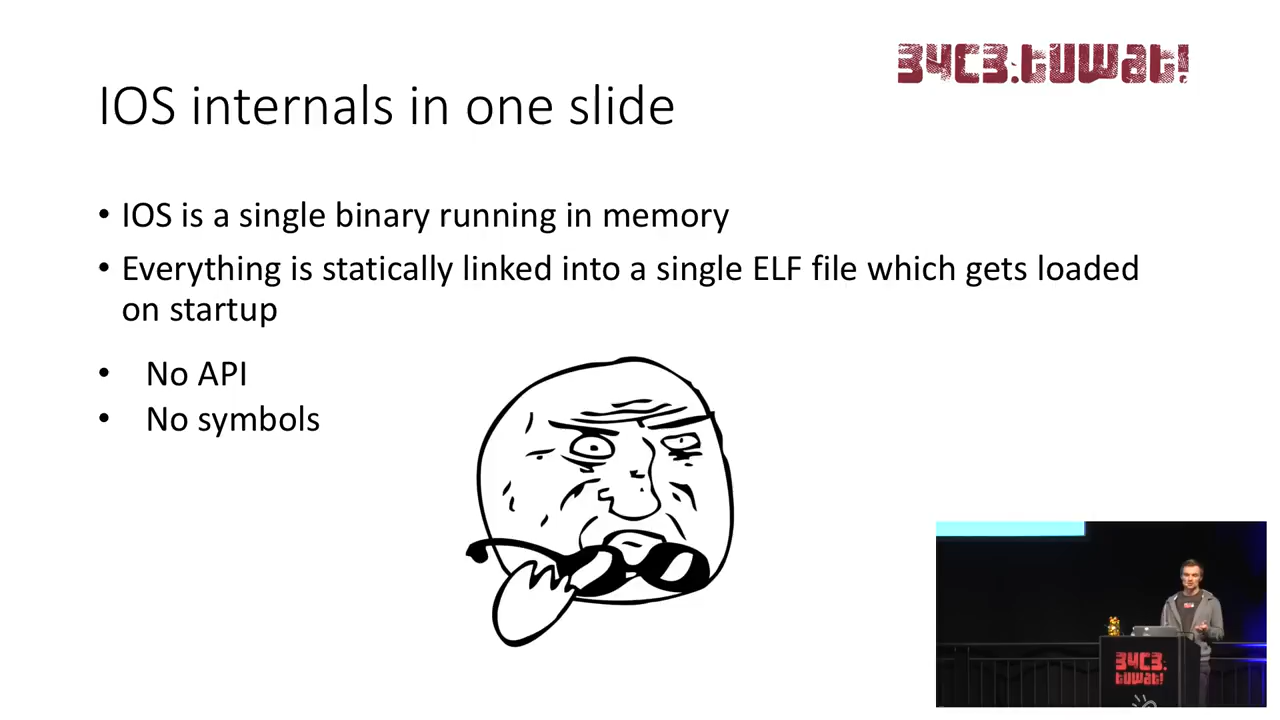 34C3.tuwat!
IOS internals in one slide
• IOS is a single binary running in memory
• Everything is statically linked into a single ELF file which gets loaded
on startup
• No API
• No symbols
34C3.
tuwat!